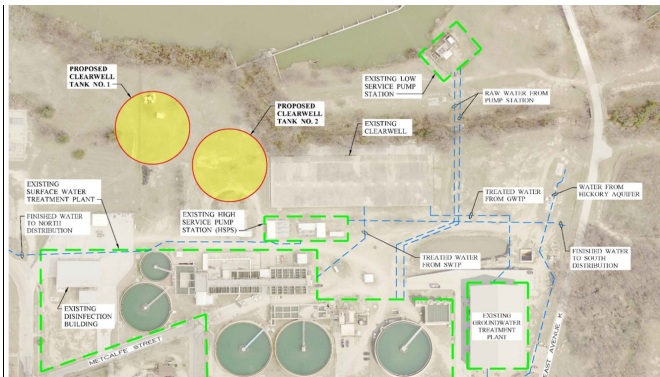 PROPOSED
CLEARWELL
TANK NO. 1
PROPOSED
CLEARWELL
TANK NO. 2
EXISTING LOW
SERVICE PUMP
STATION
RAW WATER FROM
PUMP STATION
EXISTING
CLEARWELL
EXISTING
SURFACE WATER
TREATMENT PLANT
FINISHED WATER
TO NORTH
DISTRIBUTION
EXISTING HIGH
SERVICE PUMP
STATION (HSPS)
TREATED WATER
FROM GWTP
WATER FROM
HICKORY AQUIFER
TREATED WATER
FROM SWTP
FINISHED WATER
TO SOUTH
DISTRIBUTION
EXISTING
DISINFECTION
BUILDING
METCALFE STREET
EXISTING
GROUNDWATER
TREATMENT
PLANT
EAST AVENUE K